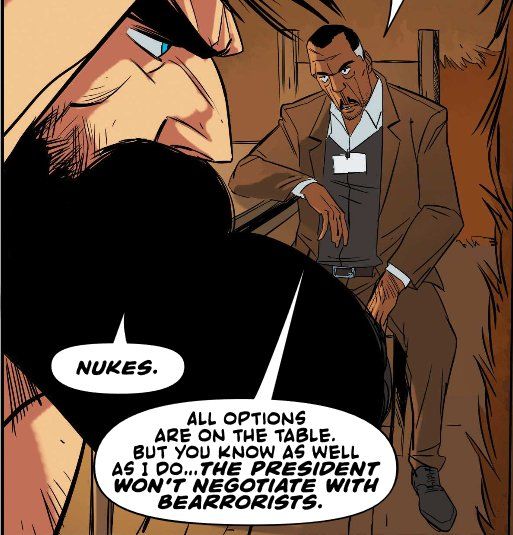 NUKES.
ALL OPTIONS
ARE ON THE TABLE.
BUT YOU KNOW AS WELL
AS I DO...THE PRESIDENT
WON'T NEGOTIATE WITH
BEARRORISTS.